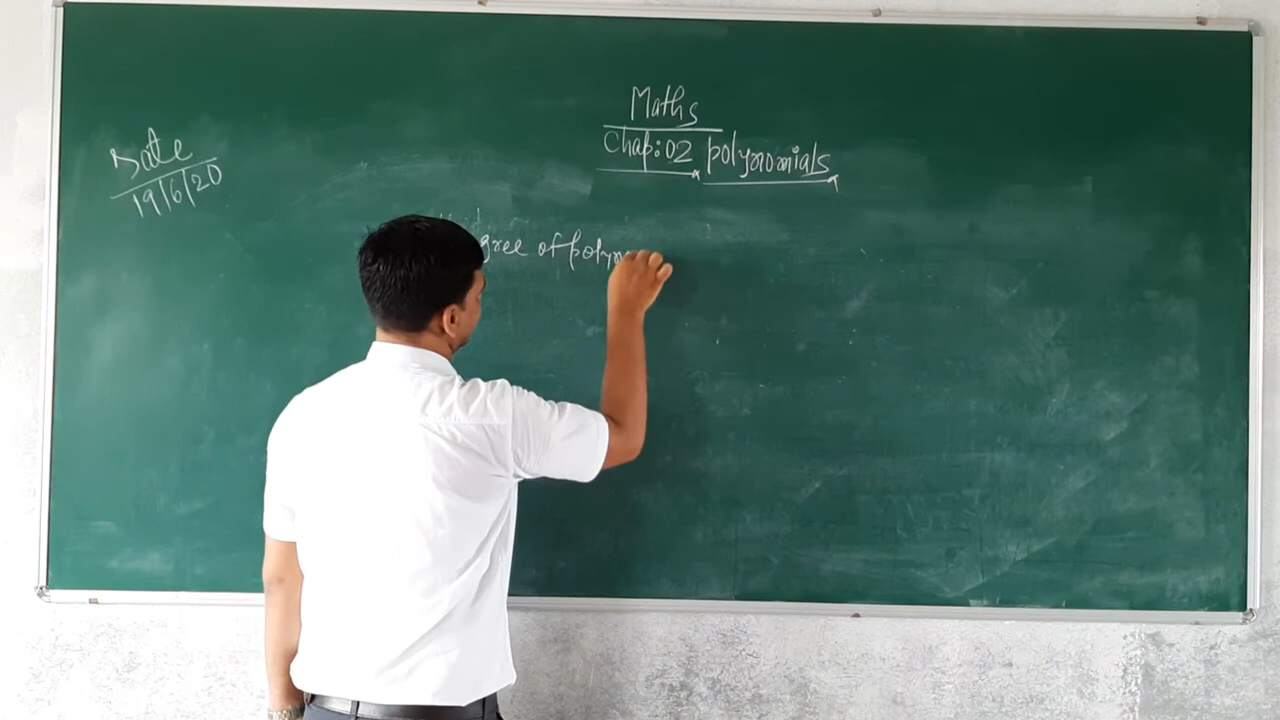 Maths
Date
19/6/20
Chap:02 polynomials
gree of polyn